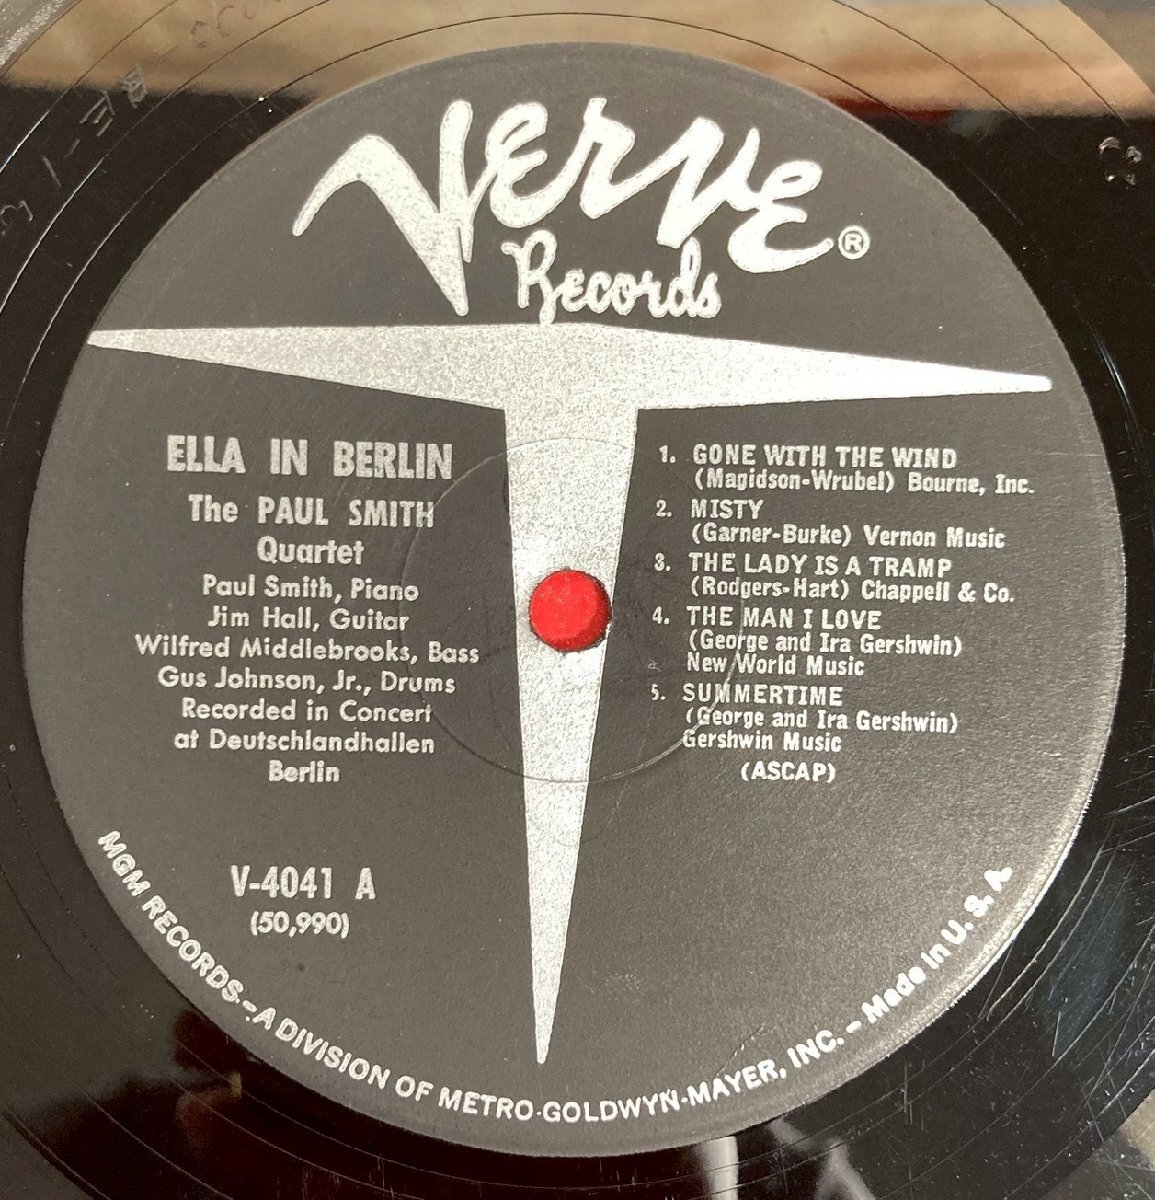 Verve ®
Records
ELLA IN BERLIN
The PAUL SMITH
Quartet
Paul Smith, Piano
Jim Hall, Guitar
Wilfred Middlebrooks, Bass
Gus Johnson, Jr., Drums
Recorded in Concert
at Deutschlandhallen
Berlin
V-4041 A
(50,990)
1. GONE WITH THE WIND
(Magidson-Wrubel) Bourne, Inc.
2. MISTY
(Garner-Burke) Vernon Music
3. THE LADY IS A TRAMP
(Rodgers-Hart) Chappell & Co.
4. THE MAN I LOVE
(George and Ira Gershwin)
New World Music
5. SUMMERTIME
(George and Ira Gershwin)
Gershwin Music
(ASCAP)
MGM RECORDS - A DIVISION OF METRO-GOLDWYN-MAYER, INC. - Made in U. S. A.